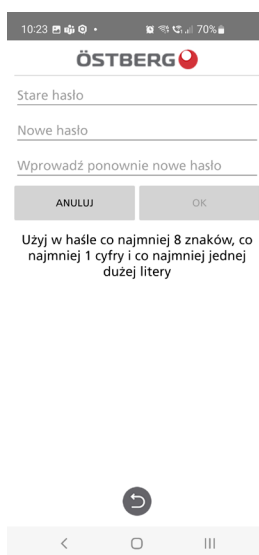 10:23 70%
ÖSTBERG
Stare hasło
Nowe hasło
Wprowadź ponownie nowe hasło
ANULUJ OK
Użyj w haśle co najmniej 8 znaków, co
najmniej 1 cyfry i co najmniej jednej
dużej litery